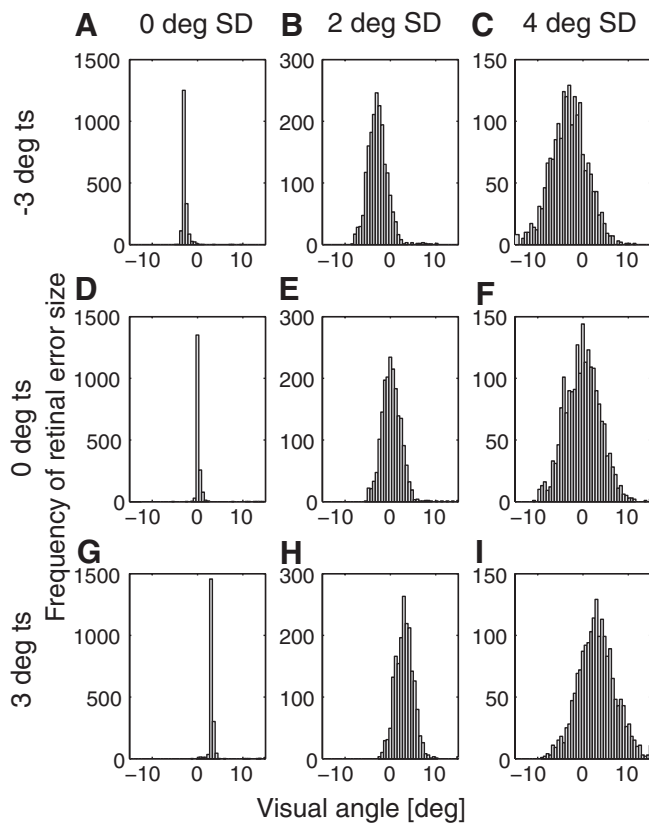 A 0 deg SD B 2 deg SD C 4 deg SD
1500 300 150
1000 200 100
500 100 50
0 0 0
−10 0 10 −10 0 10 −10 0 10
-3 deg ts
D E F
1500 300 150
1000 200 100
500 100 50
0 0 0
−10 0 10 −10 0 10 −10 0 10
0 deg ts
Frequency of retinal error size
G H I
1500 300 150
1000 200 100
500 100 50
0 0 0
−10 0 10 −10 0 10 −10 0 10
3 deg ts
Visual angle [deg]